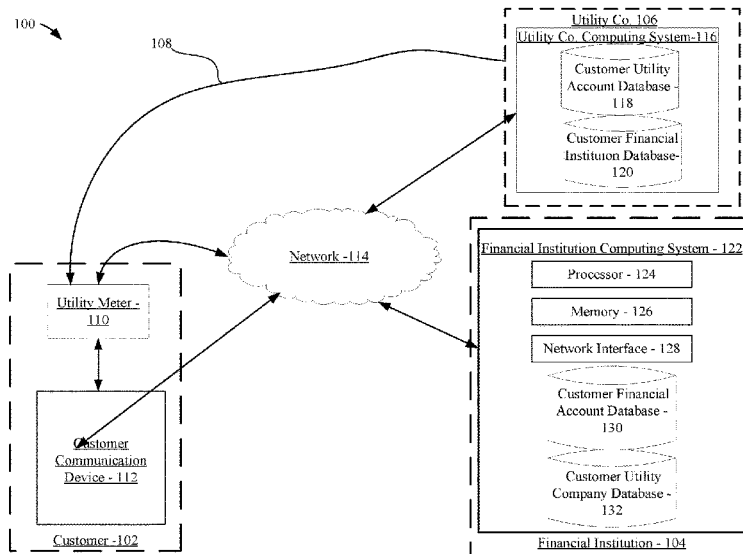 100
108
Utility Co. 106
Utility Co. Computing System-116
Customer Utility
Account Database -
118
Customer Financial
Instituion Database-
120
Network -114
Utility Meter -
110
Customer
Communication
Device - 112
Customer -102
Financial Institution Computing System - 122
Processor - 124
Memory - 126
Network Interface - 128
Customer Financial
Account Database -
130
Customer Utility
Company Database -
132
Financial Institution - 104